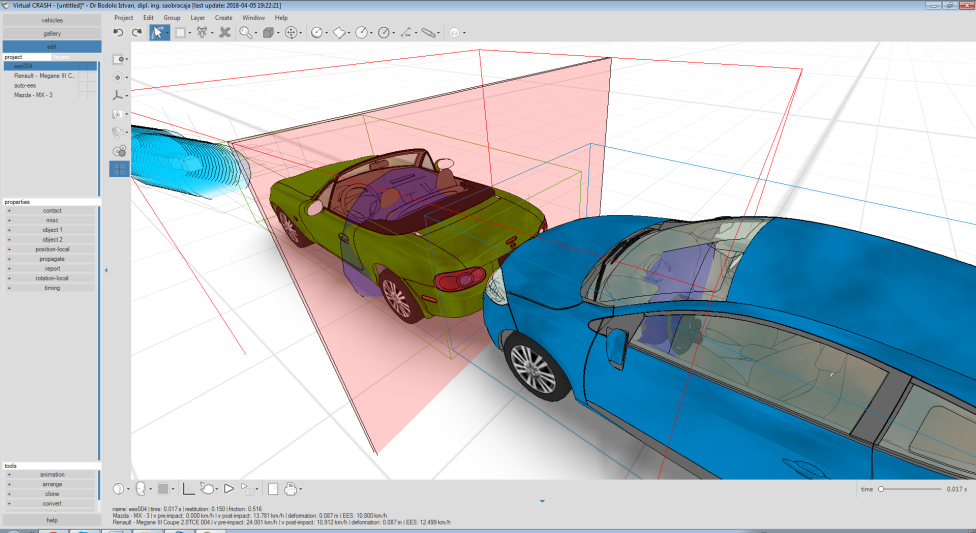 Virtual CRASH - [untitled]* - Dr Bodolo Istvan, dipl. ing. saobracaja [last update: 2018-04-05 19:22:21]
vehicles
Project Edit Group Layer Create Window Help
gallery
edit
project
ees004
Renault - Megane III C..
auto-ees
Mazda - MX - 3
properties
+ contact
+ misc
+ object 1
+ object 2
+ position-local
+ propagate
+ report
+ rotation-local
+ timing
tools
+ animation
+ arrange
+ clone
+ convert
help
time 0.017 s
name: ees004 | time: 0.017 s | restitution: 0.150 | friction: 0.516
Mazda - MX - 3 | v pre-impact: 0.000 km/h | v post-impact: 13.781 km/h | deformation: 0.087 m | EES: 10.800 km/h
Renault - Megane III Coupe 2.0TCE 004 | v pre-impact: 24.001 km/h | v post-impact: 10.912 km/h | deformation: 0.087 m | EES: 12.499 km/h